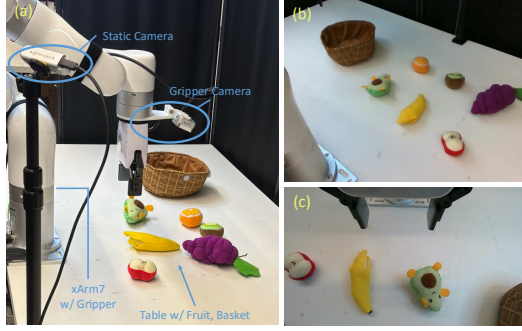 (a)
Static Camera
Gripper Camera
xArm7
w/ Gripper
Table w/ Fruit, Basket
(b)
(c)